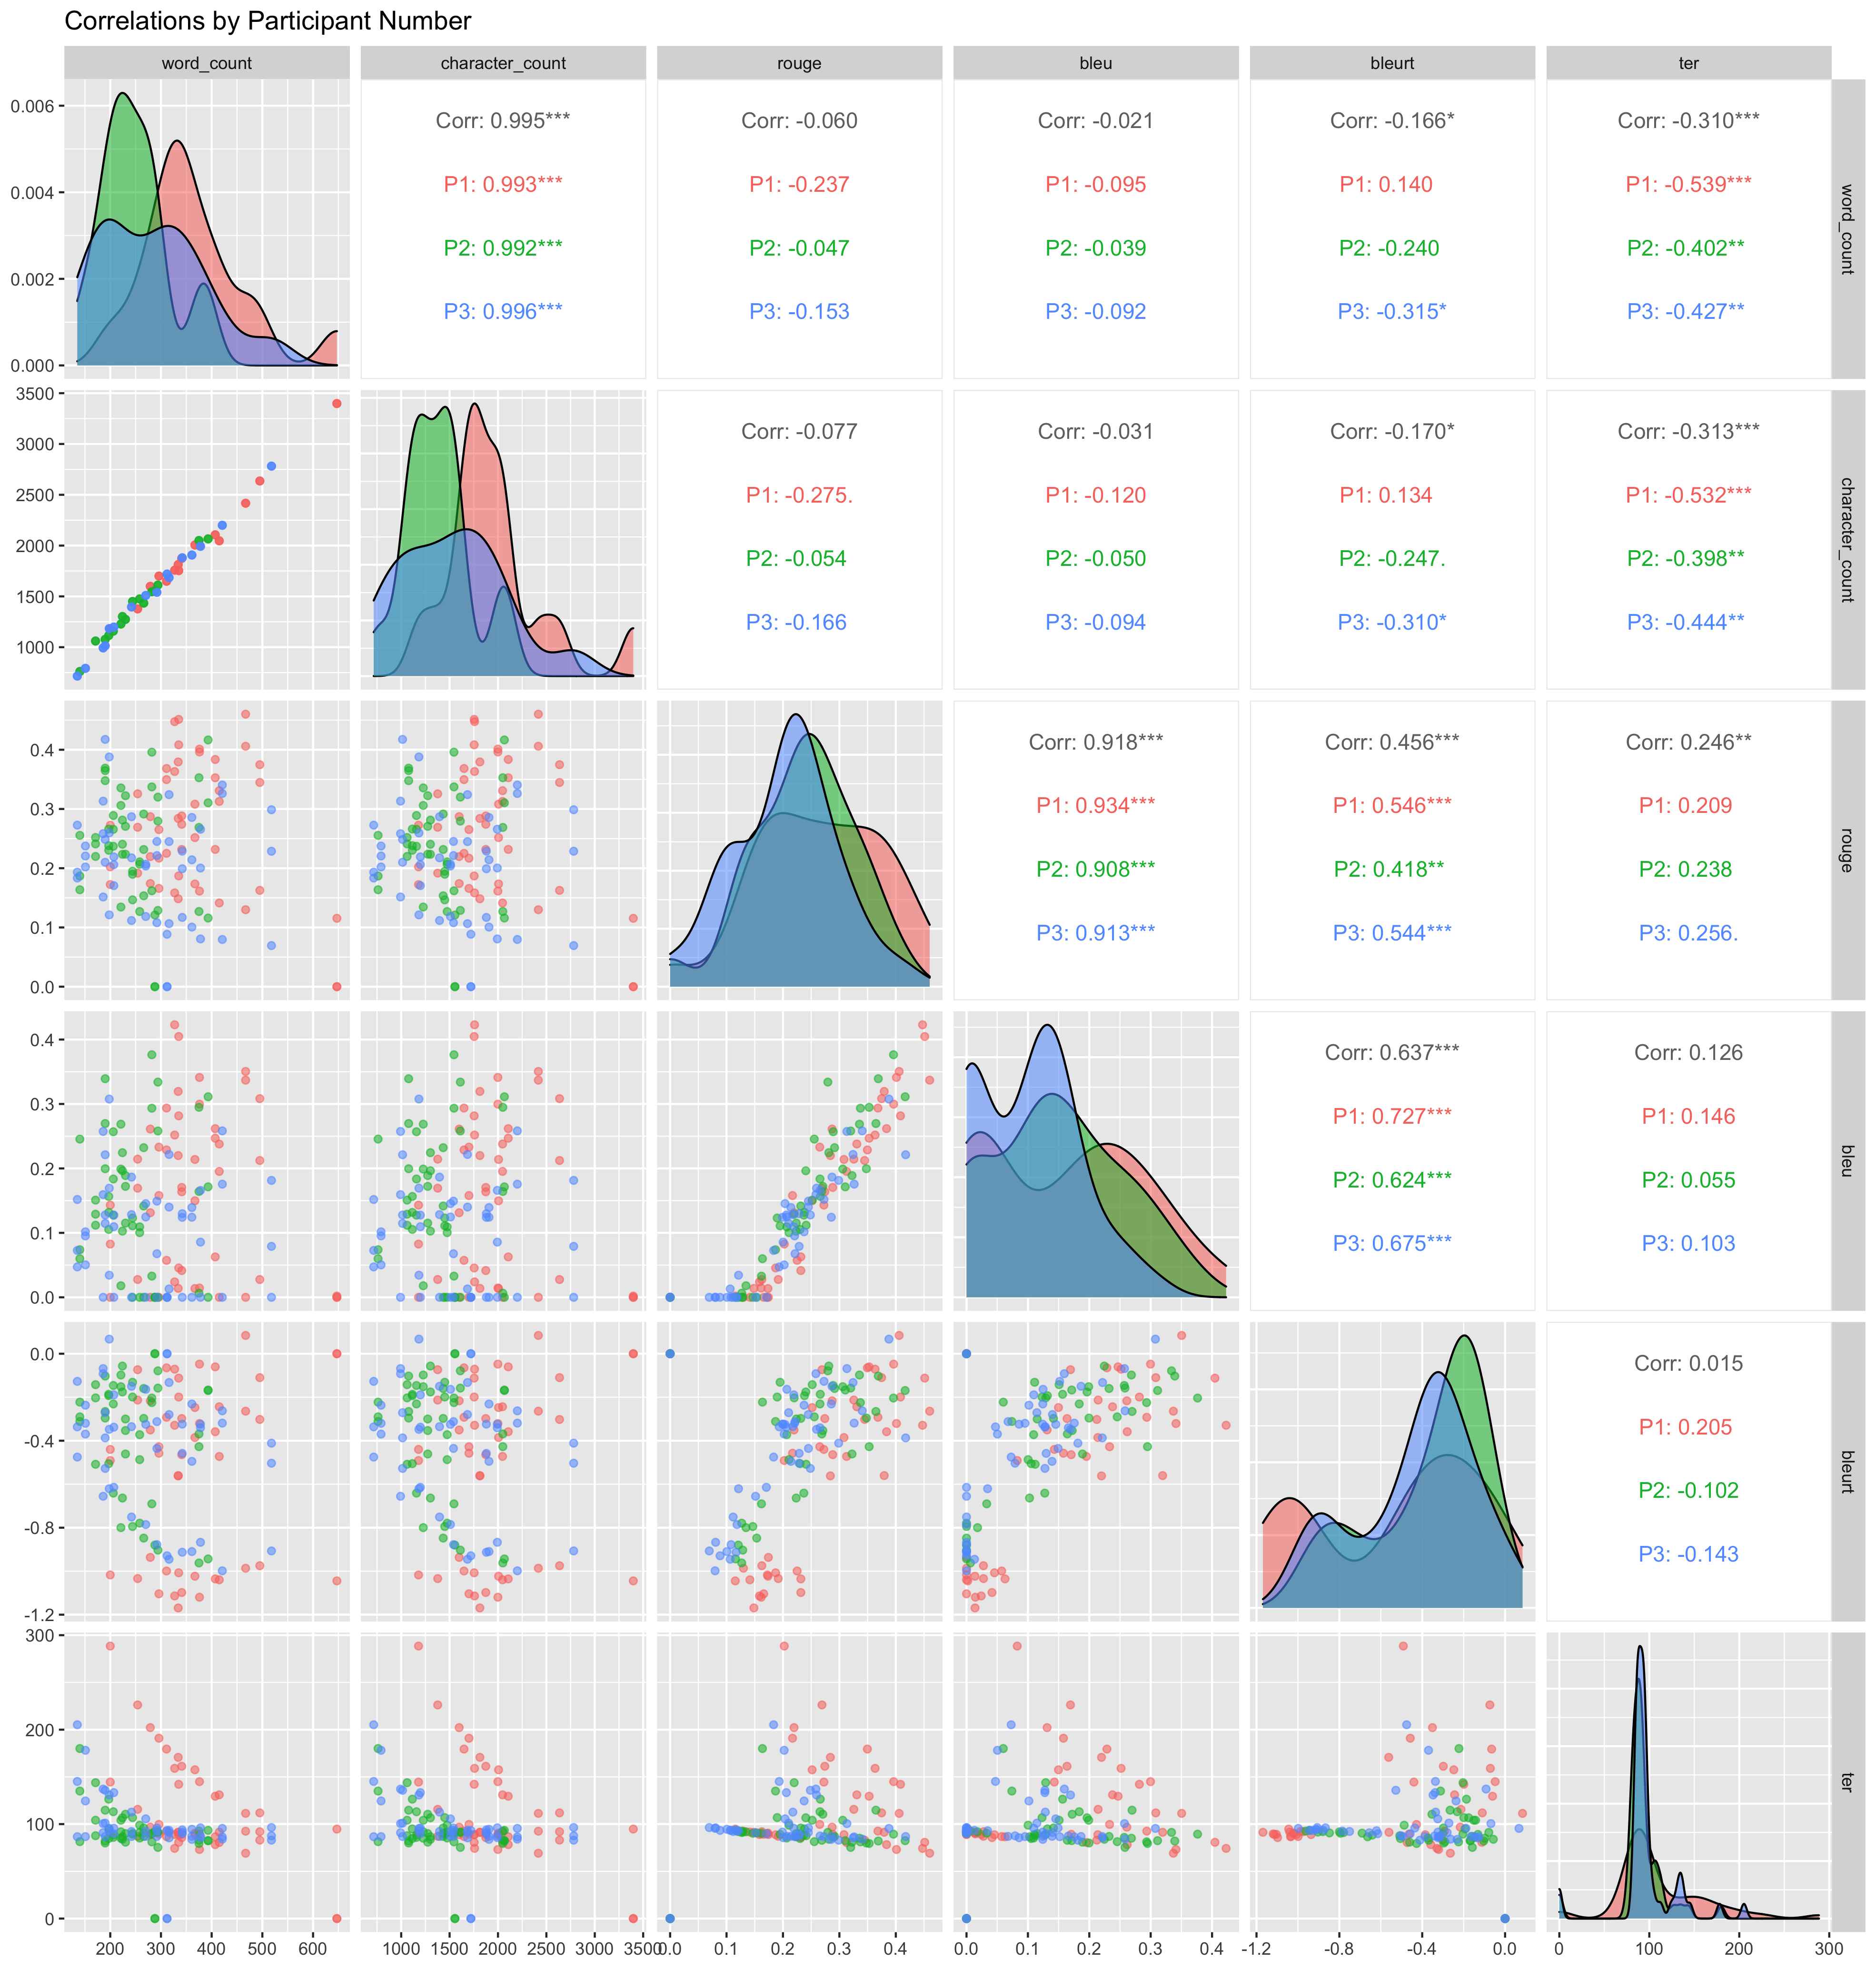 Correlations by Participant Number
word_count character_count rouge bleu bleurt ter
0.006
0.004
0.002
0.000
Corr: 0.995*** Corr: -0.060 Corr: -0.021 Corr: -0.166* Corr: -0.310***
P1: 0.993*** P1: -0.237 P1: -0.095 P1: 0.140 P1: -0.539***
P2: 0.992*** P2: -0.047 P2: -0.039 P2: -0.240 P2: -0.402**
P3: 0.996*** P3: -0.153 P3: -0.092 P3: -0.315* P3: -0.427**
word_count
3500
3000
2500
2000
1500
1000
Corr: -0.077 Corr: -0.031 Corr: -0.170* Corr: -0.313***
P1: -0.275. P1: -0.120 P1: 0.134 P1: -0.532***
P2: -0.054 P2: -0.050 P2: -0.247. P2: -0.398**
P3: -0.166 P3: -0.094 P3: -0.310* P3: -0.444**
character_count
0.4
0.3
0.2
0.1
0.0
Corr: 0.918*** Corr: 0.456*** Corr: 0.246**
P1: 0.934*** P1: 0.546*** P1: 0.209
P2: 0.908*** P2: 0.418** P2: 0.238
P3: 0.913*** P3: 0.544*** P3: 0.256.
rouge
0.4
0.3
0.2
0.1
0.0
Corr: 0.637*** Corr: 0.126
P1: 0.727*** P1: 0.146
P2: 0.624*** P2: 0.055
P3: 0.675*** P3: 0.103
bleu
0.0
-0.4
-0.8
-1.2
Corr: 0.015
P1: 0.205
P2: -0.102
P3: -0.143
bleurt
300
200
100
0
ter
200 300 400 500 600 1000 1500 2000 2500 3000 3500 0.0 0.1 0.2 0.3 0.4 0.0 0.1 0.2 0.3 0.4 -1.2 -0.8 -0.4 0.0 0 100 200 300